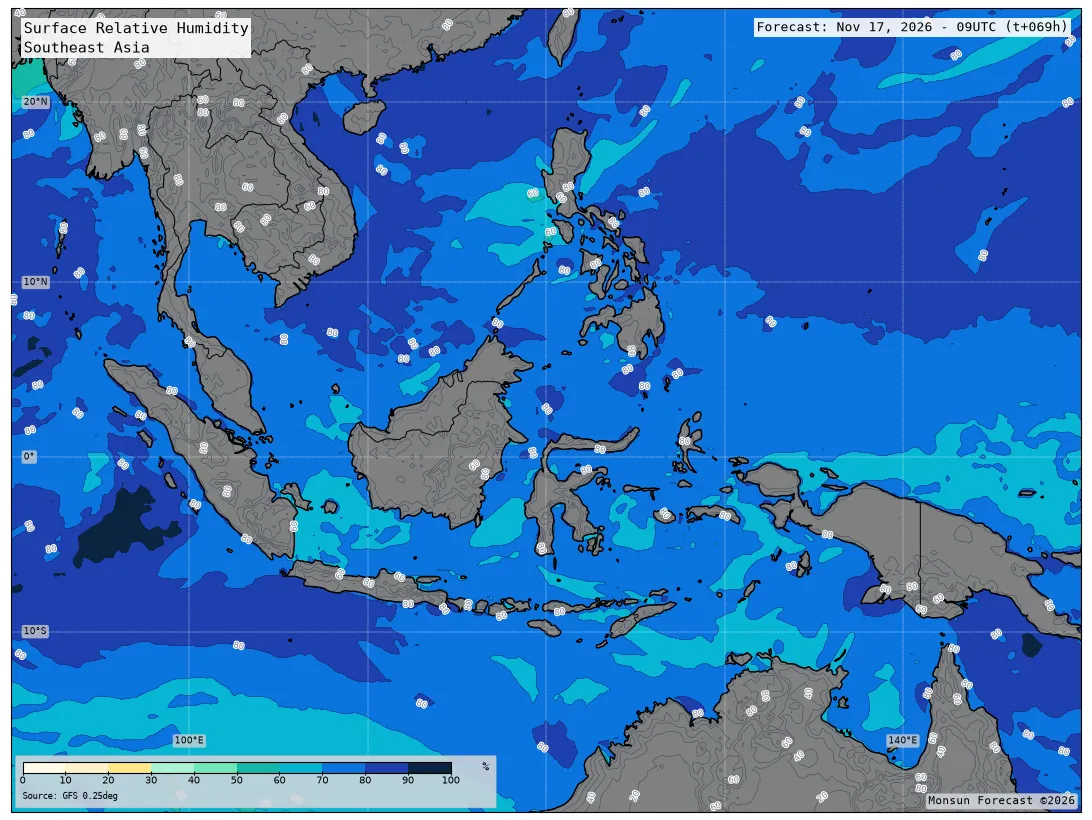 Surface Relative Humidity
Southeast Asia
Forecast: Nov 17, 2026 - 09UTC (t+069h)
20°N
10°N
0°
10°S
100°E
140°E
0 10 20 30 40 50 60 70 80 90 100
%
Source: GFS 0.25deg
Monsun Forecast ©2026